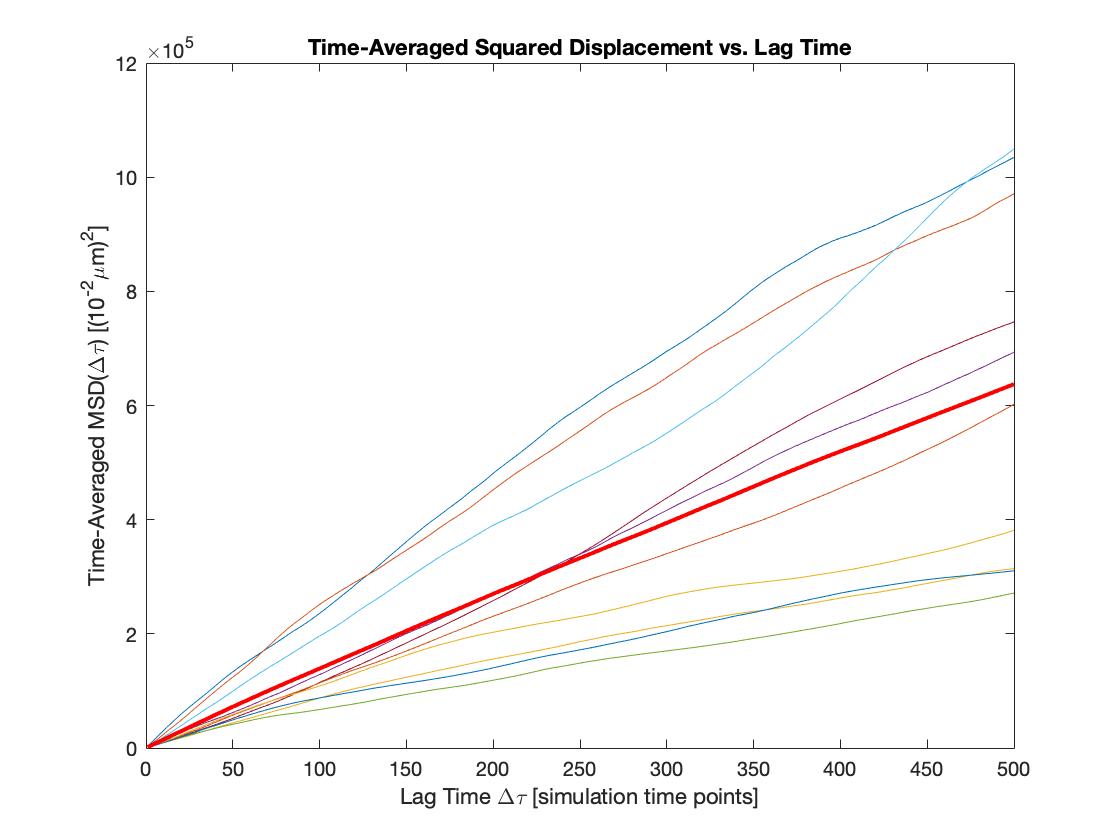 Time-Averaged Squared Displacement vs. Lag Time
×10⁵
12
10
8
6
4
2
0
Time-Averaged MSD(Δτ) [(10⁻² μm)²]
0 50 100 150 200 250 300 350 400 450 500
Lag Time Δτ [simulation time points]